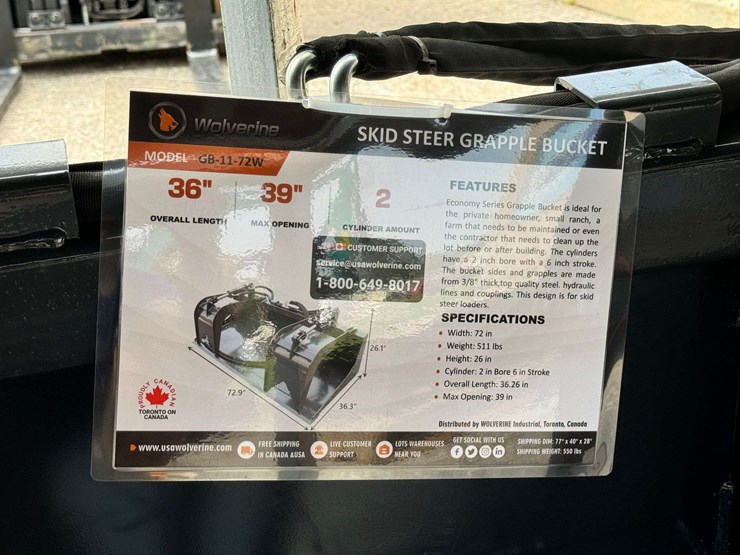 Wolverine
SKID STEER GRAPPLE BUCKET
MODEL GB-11-72W
36" 39" 2
OVERALL LENGTH MAX OPENING CYLINDER AMOUNT
CUSTOMER SUPPORT
service@usawolverine.com
1-800-649-8017
FEATURES
Economy Series Grapple Bucket is ideal for
the private homeowner, small ranch, a
farm that needs to be maintained or even
the contractor that needs to clean up the
lot before or after building. The cylinders
have a 2 inch bore with a 6 inch stroke.
The bucket sides and grapples are made
from 3/8" thick,top quality steel, hydraulic
lines and couplings. This design is for skid
steer loaders.
SPECIFICATIONS
• Width: 72 in
• Weight: 511 lbs
• Height: 26 in
• Cylinder: 2 in Bore 6 in Stroke
• Overall Length: 36.26 in
• Max Opening: 39 in
26.1"
72.9"
36.3"
PROUDLY CANADIAN
TORONTO ON
CANADA
Distributed by WOLVERINE Industrial, Toronto, Canada
www.usawolverine.com
FREE SHIPPING
IN CANADA &USA
LIVE CUSTOMER
SUPPORT
LOTS WAREHOUSES
NEAR YOU
GET SOCIAL WITH US
SHIPPING DIM: 77" x 40" x 28"
SHIPPING WEIGHT: 550 lbs